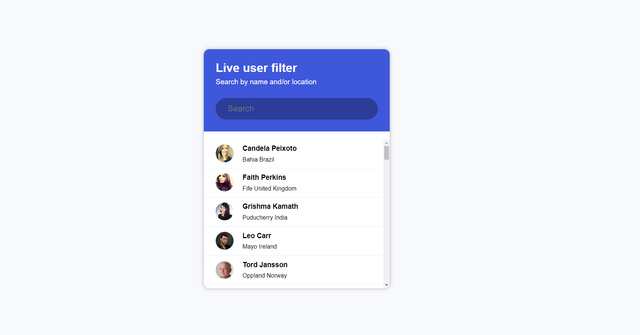 Live user filter
Search by name and/or location
Search
Candela Peixoto
Bahia Brazil
Faith Perkins
Fife United Kingdom
Grishma Kamath
Puducherry India
Leo Carr
Mayo Ireland
Tord Jansson
Oppland Norway